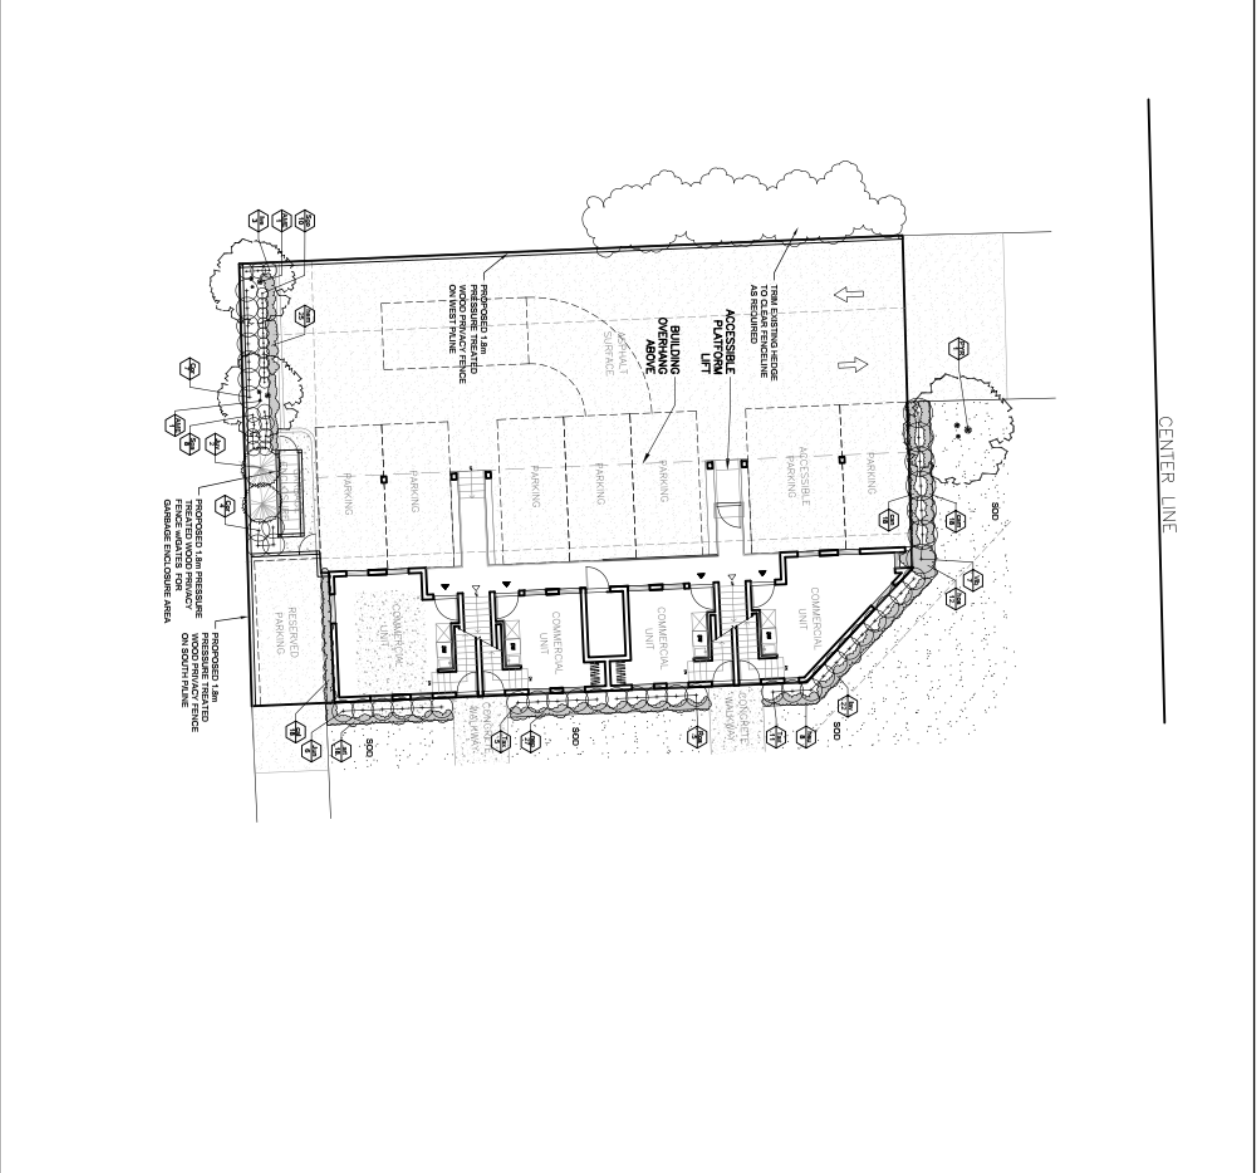 CENTER LINE
TRIM EXISTING HEDGE
TO CLEAR FENCELINE
AS REQUIRED
PROPOSED 1.8m
PRESSURE TREATED
WOOD PRIVACY FENCE
ON WEST P/LINE
ASPHALT
SURFACE
BUILDING
OVERHANG
ABOVE
ACCESSIBLE
PLATFORM
LIFT
PARKING
PARKING
PARKING
PARKING
PARKING
ACCESSIBLE
PARKING
PARKING
SOD
PROPOSED 1.8m PRESSURE
TREATED WOOD PRIVACY
FENCE w/GATES FOR
GARBAGE ENCLOSURE AREA
PROPOSED 1.8m
PRESSURE TREATED
WOOD PRIVACY FENCE
ON SOUTH P/LINE
RESERVED
PARKING
COMMERCIAL
UNIT
COMMERCIAL
UNIT
COMMERCIAL
UNIT
COMMERCIAL
UNIT
CONCRETE
WALKWAY
CONCRETE
WALKWAY
SOD
SOD
SOD